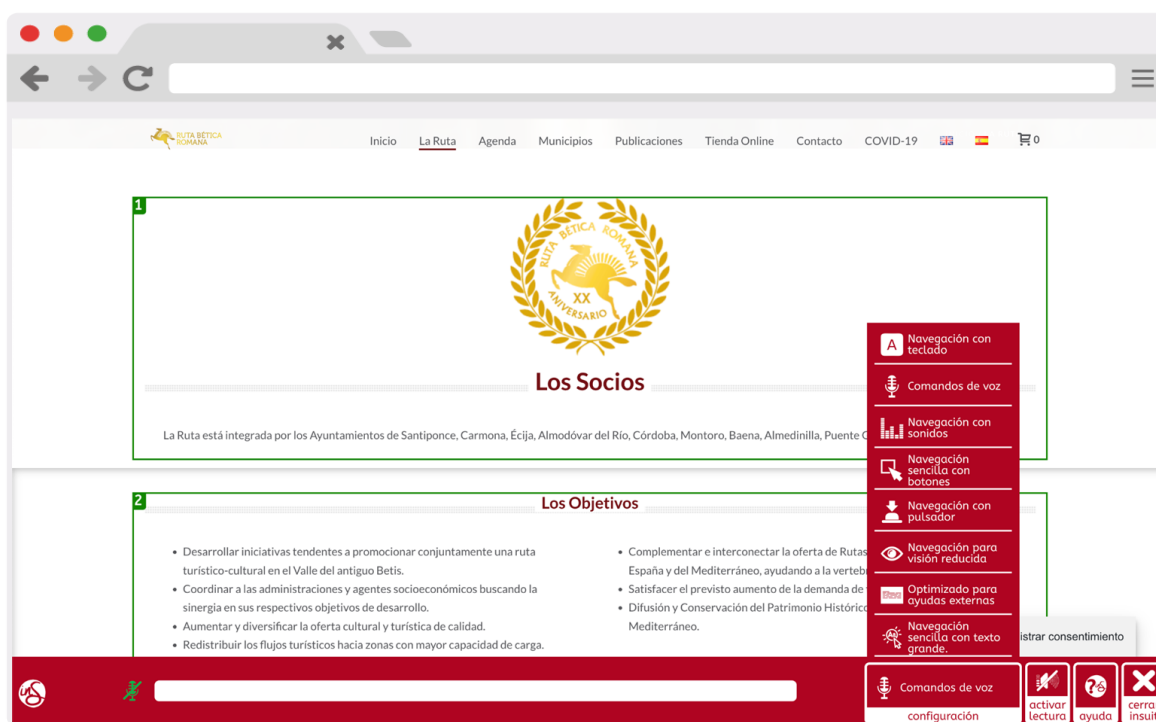 RUTA BÉTICA
ROMANA
Inicio La Ruta Agenda Municipios Publicaciones Tienda Online Contacto COVID-19 0
1
RUTA BÉTICA ROMANA
XX
ANIVERSARIO
Los Socios
La Ruta está integrada por los Ayuntamientos de Santiponce, Carmona, Écija, Almodóvar del Río, Córdoba, Montoro, Baena, Almedinilla, Puente
2
Los Objetivos
• Desarrollar iniciativas tendentes a promocionar conjuntamente una ruta
turístico-cultural en el Valle del antiguo Betis.
• Coordinar a las administraciones y agentes socioeconómicos buscando la
sinergia en sus respectivos objetivos de desarrollo.
• Aumentar y diversificar la oferta cultural y turística de calidad.
• Redistribuir los flujos turísticos hacia zonas con mayor capacidad de carga.
• Complementar e interconectar la oferta de Rutas
España y del Mediterráneo, ayudando a la verteb
• Satisfacer el previsto aumento de la demanda de
• Difusión y Conservación del Patrimonio Histórico
Mediterráneo.
A Navegación con
teclado
Comandos de voz
Navegación con
sonidos
Navegación
sencilla con
botones
Navegación con
pulsador
Navegación para
visión reducida
Optimizado para
ayudas externas
Navegación
sencilla con texto
grande.
istrar consentimiento
Comandos de voz
configuración
activar
lectura
ayuda
cerra
insuit